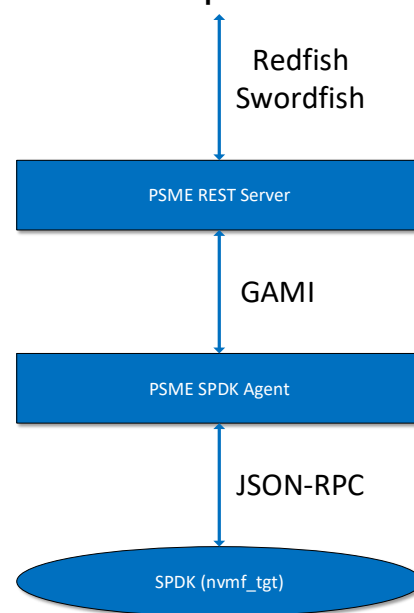 Redfish
Swordfish
PSME REST Server
GAMI
PSME SPDK Agent
JSON-RPC
SPDK (nvmf_tgt)